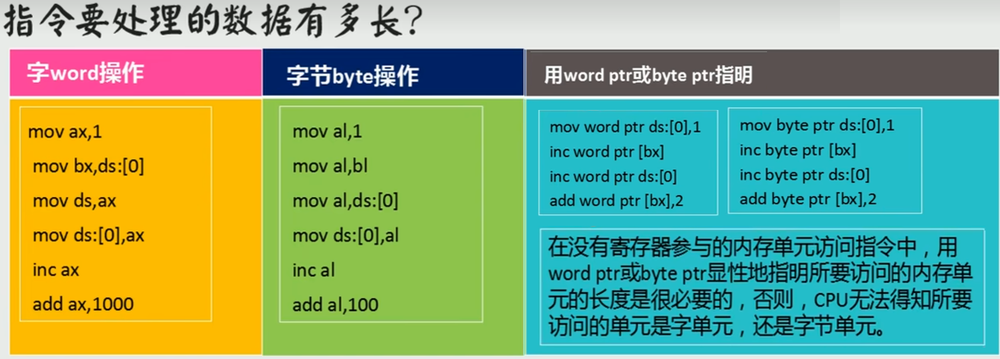 指令要处理的数据有多长?
字word操作
mov ax,1
mov bx,ds:[0]
mov ds,ax
mov ds:[0],ax
inc ax
add ax,1000
字节byte操作
mov al,1
mov al,bl
mov al,ds:[0]
mov ds:[0],al
inc al
add al,100
用word ptr或byte ptr指明
mov word ptr ds:[0],1
inc word ptr [bx]
inc word ptr ds:[0]
add word ptr [bx],2
mov byte ptr ds:[0],1
inc byte ptr [bx]
inc byte ptr ds:[0]
add byte ptr [bx],2
在没有寄存器参与的内存单元访问指令中，用
word ptr或byte ptr显性地指明所要访问的内存单
元的长度是很必要的，否则，CPU无法得知所要
访问的单元是字单元，还是字节单元。